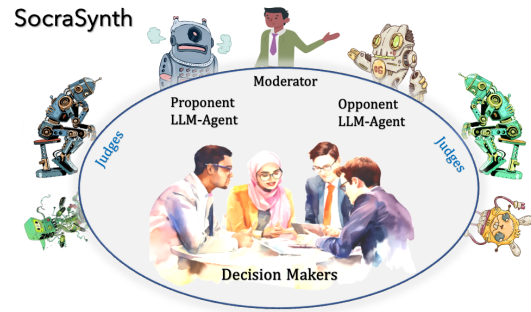 SocraSynth
Moderator
Proponent
LLM-Agent
Opponent
LLM-Agent
Judges
Judges
Decision Makers